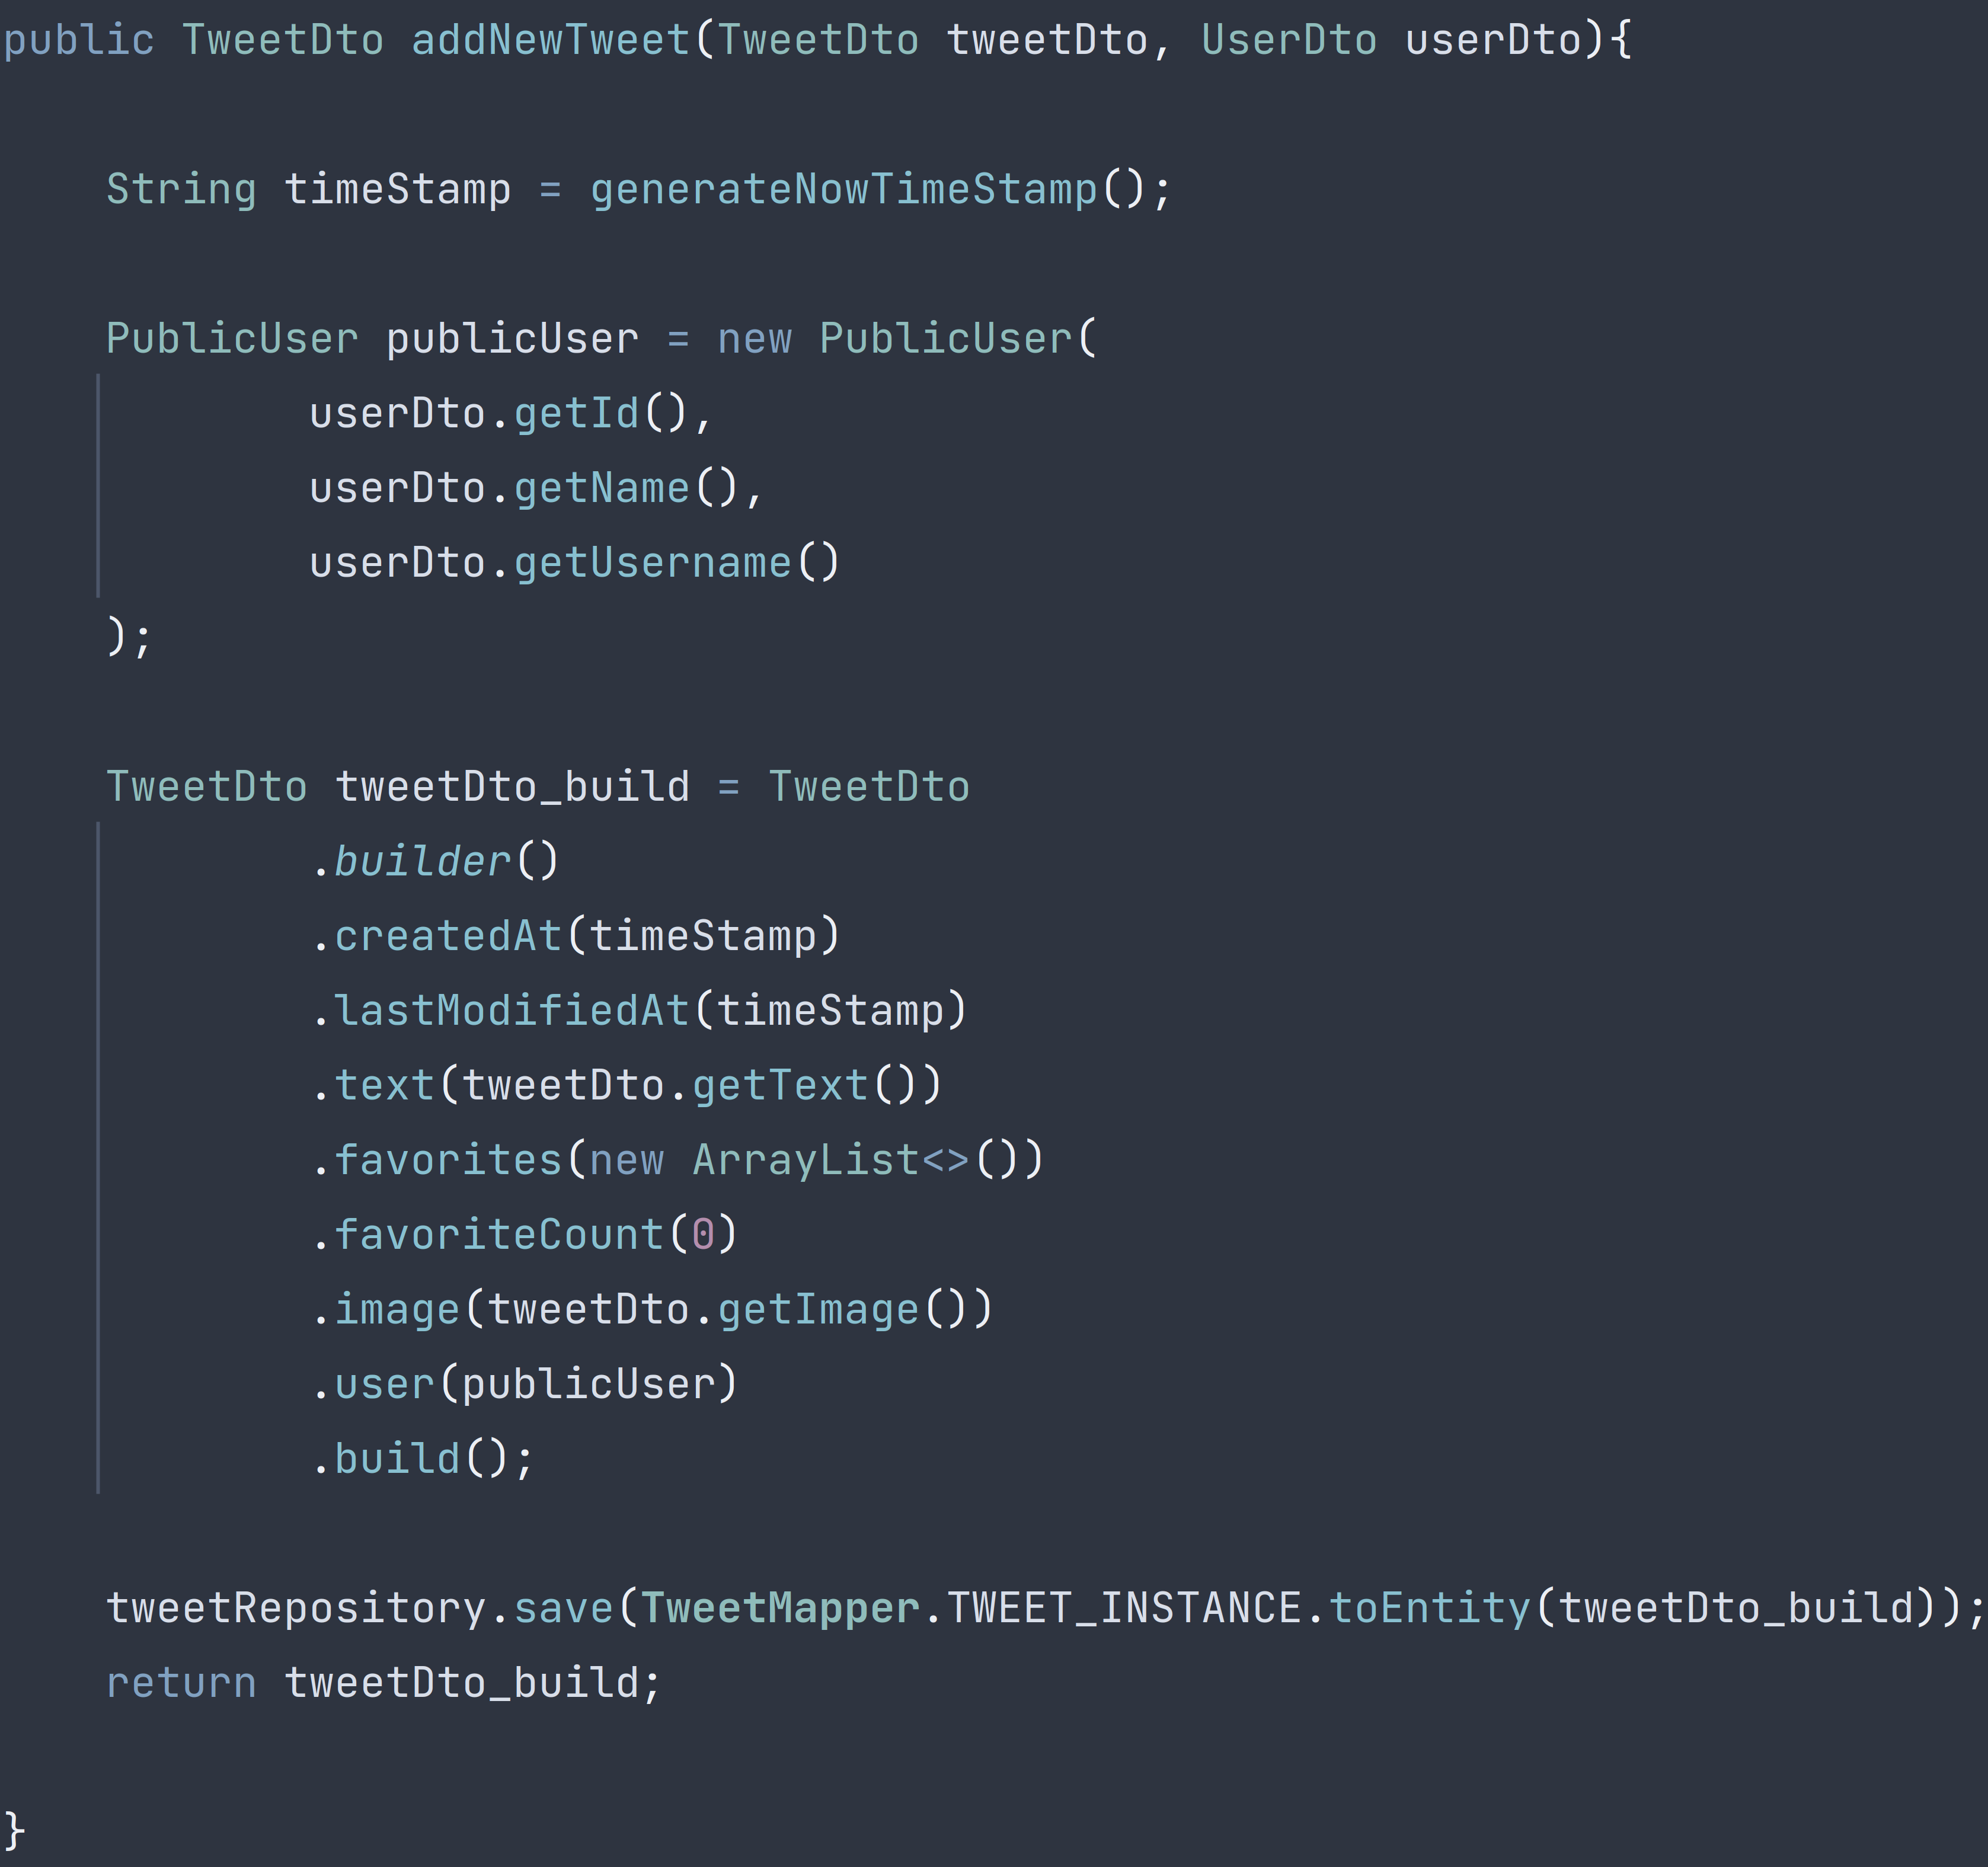 public TweetDto addNewTweet(TweetDto tweetDto, UserDto userDto){
String timeStamp = generateNowTimeStamp();
PublicUser publicUser = new PublicUser(
userDto.getId(),
userDto.getName(),
userDto.getUsername()
);
TweetDto tweetDto_build = TweetDto
.builder()
.createdAt(timeStamp)
.lastModifiedAt(timeStamp)
.text(tweetDto.getText())
.favorites(new ArrayList<>())
.favoriteCount(0)
.image(tweetDto.getImage())
.user(publicUser)
.build();
tweetRepository.save(TweetMapper.TWEET_INSTANCE.toEntity(tweetDto_build));
return tweetDto_build;
}